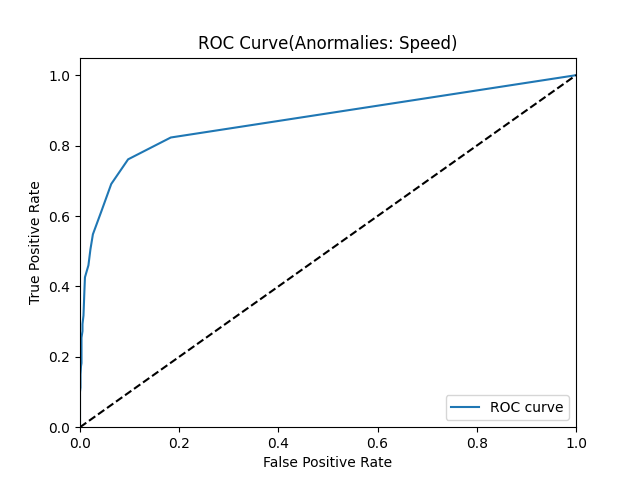 ROC Curve(Anormalies: Speed)
1.0
0.8
0.6
0.4
0.2
0.0
True Positive Rate
0.0 0.2 0.4 0.6 0.8 1.0
False Positive Rate
ROC curve